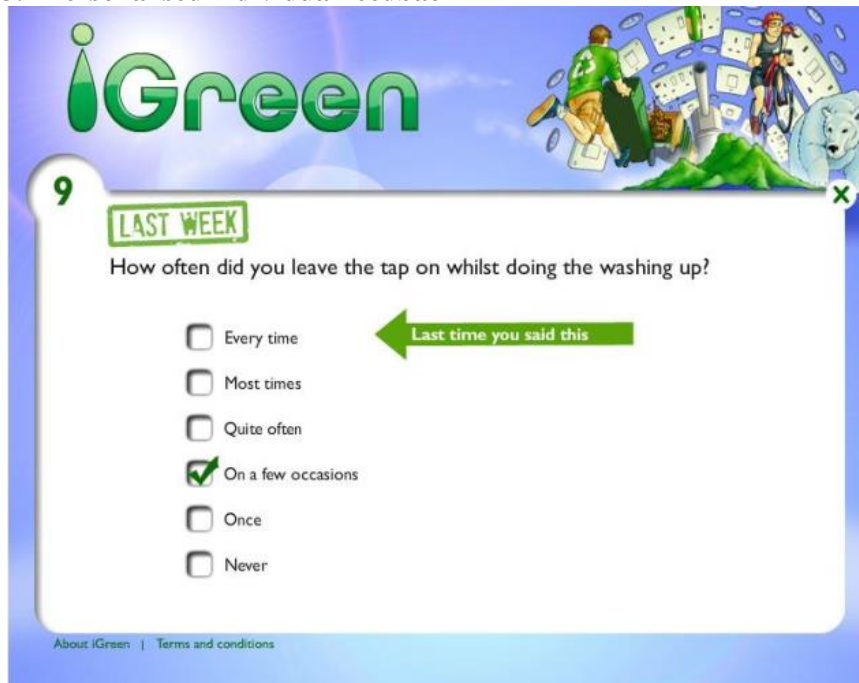 iGreen
9
LAST WEEK
How often did you leave the tap on whilst doing the washing up?
Every time
Last time you said this
Most times
Quite often
On a few occasions
Once
Never
About iGreen | Terms and conditions